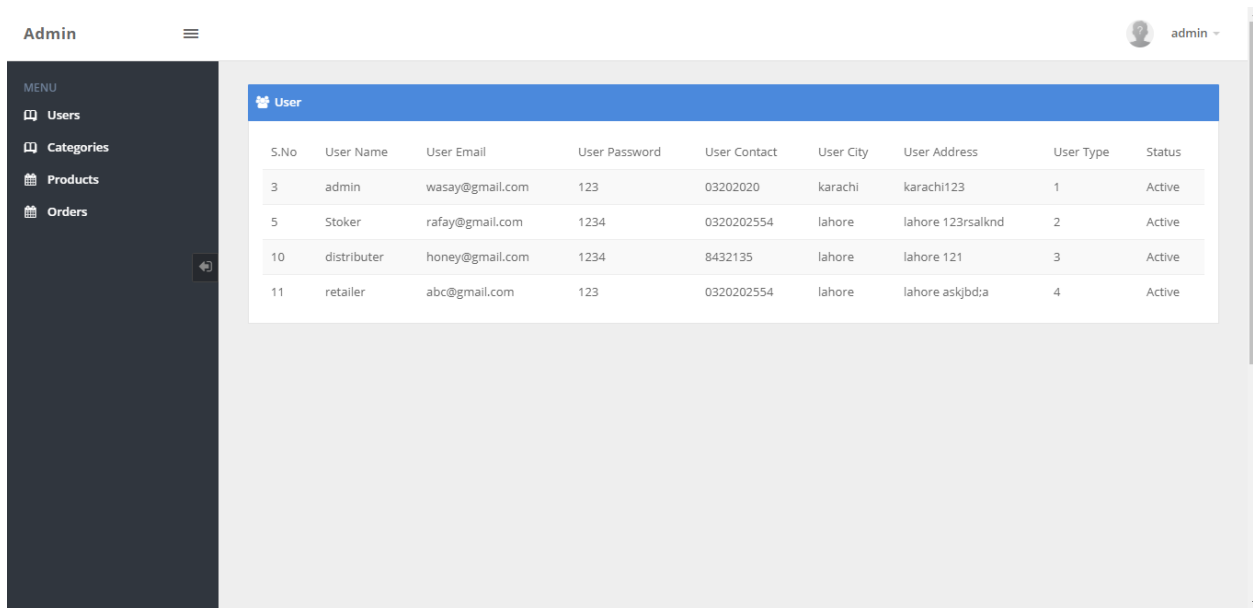 Admin
admin
MENU
Users
Categories
Products
Orders
User
S.No User Name User Email User Password User Contact User City User Address User Type Status
3 admin wasay@gmail.com 123 03202020 karachi karachi123 1 Active
5 Stoker rafay@gmail.com 1234 0320202554 lahore lahore 123rsalknd 2 Active
10 distributer honey@gmail.com 1234 8432135 lahore lahore 121 3 Active
11 retailer abc@gmail.com 123 0320202554 lahore lahore askjbd;a 4 Active